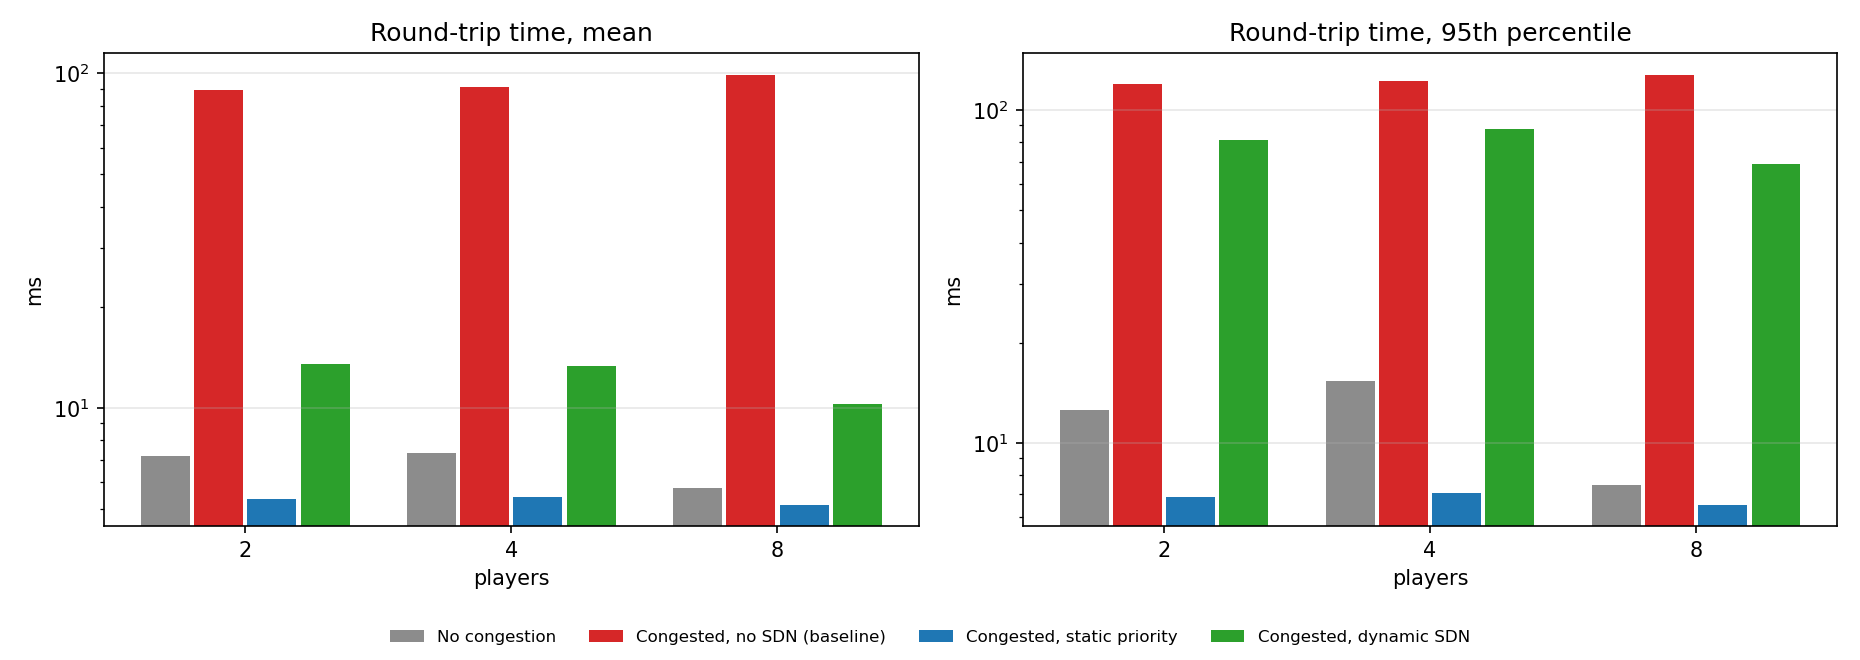 Round-trip time, mean
10²
10¹
ms
2 4 8
players
Round-trip time, 95th percentile
10²
10¹
ms
2 4 8
players
No congestion Congested, no SDN (baseline) Congested, static priority Congested, dynamic SDN